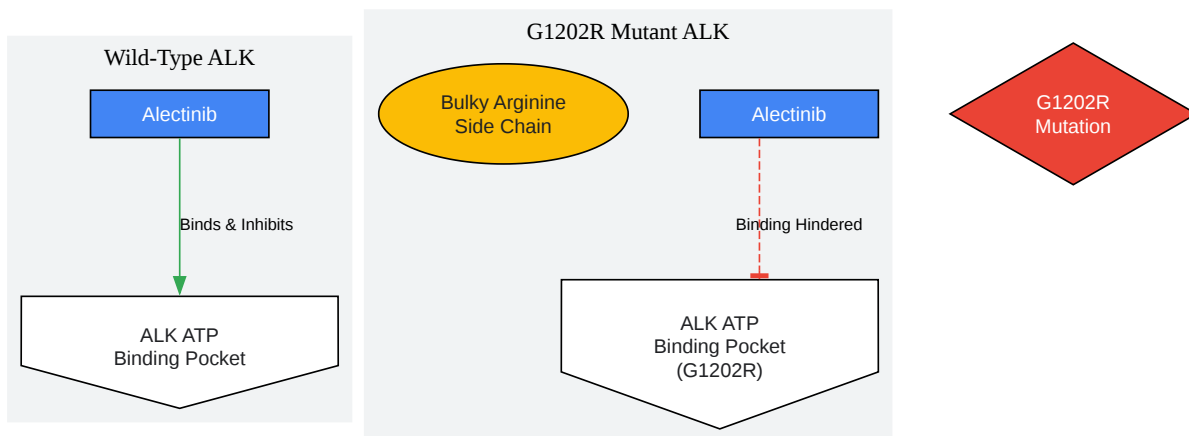 Wild-Type ALK
Alectinib
Binds & Inhibits
ALK ATP
Binding Pocket
G1202R Mutant ALK
Bulky Arginine
Side Chain
Alectinib
Binding Hindered
ALK ATP
Binding Pocket
(G1202R)
G1202R
Mutation